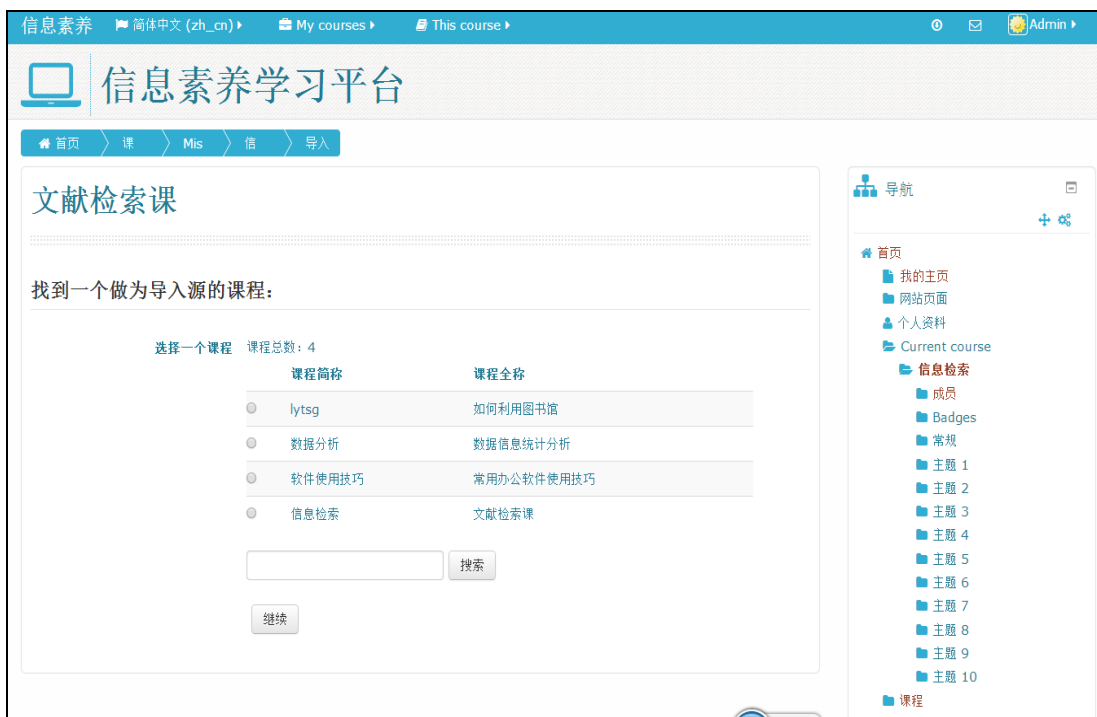 信息素养 简体中文 (zh_cn) My courses This course Admin
信息素养学习平台
首页 课 Mis 信 导入
文献检索课
找到一个做为导入源的课程：
选择一个课程 课程总数: 4
课程简称 课程全称
lytsg 如何利用图书馆
数据分析 数据信息统计分析
软件使用技巧 常用办公软件使用技巧
信息检索 文献检索课
搜索
继续
导航
首页
我的主页
网站页面
个人资料
Current course
信息检索
成员
Badges
常规
主题 1
主题 2
主题 3
主题 4
主题 5
主题 6
主题 7
主题 8
主题 9
主题 10
课程